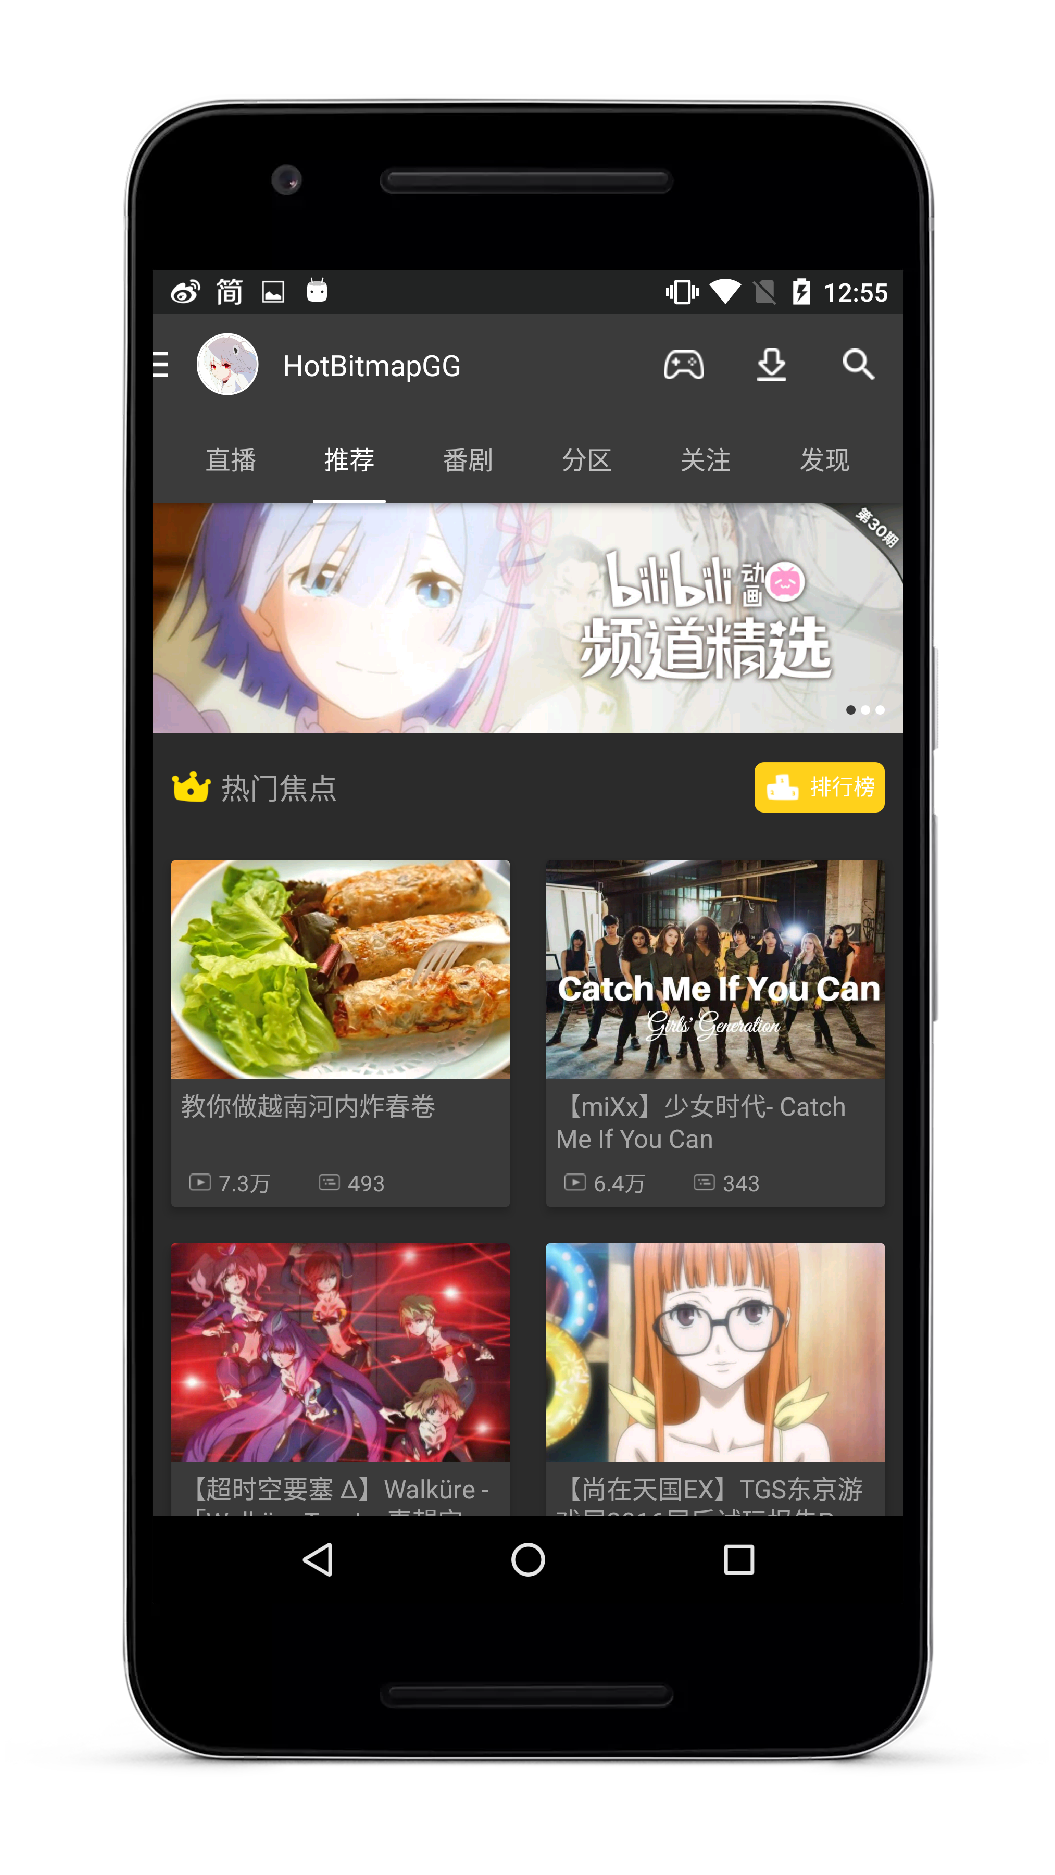 简
12:55
HotBitmapGG
直播
推荐
番剧
分区
关注
发现
第30期
bilibili 动画
频道精选
热门焦点
排行榜
Catch Me If You Can
Girls' Generation
教你做越南河内炸春卷
【miXx】少女时代- Catch
Me If You Can
7.3万
493
6.4万
343
【超时空要塞 Δ】Walküre -
【尚在天国EX】TGS东京游